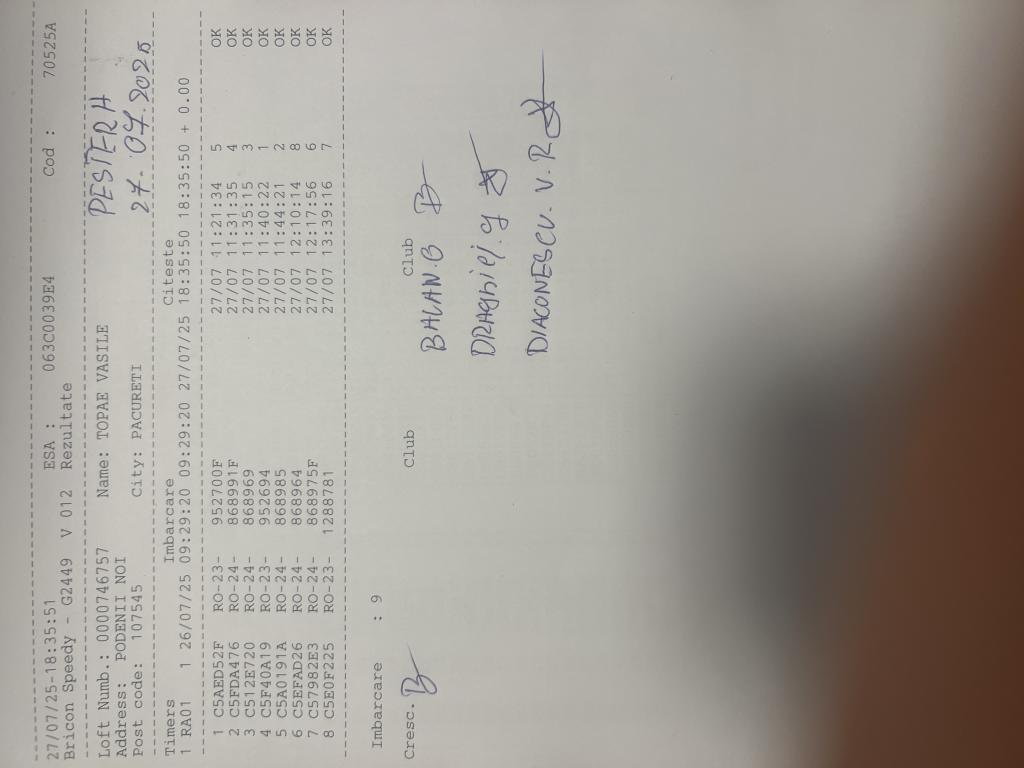 27/07/25-18:35:51 ESA : 063C0039E4 Cod : 70525A
Bricon Speedy - G2449 V 012 Rezultate
Loft Numb.: 0000746757 Name: TOPAE VASILE PESTERA
Address: PODENII NOI
Post code: 107545 City: PACURETI 27.07.2025
Timers Imbarcare Citeste
1 RA01 1 26/07/25 09:29:20 09:29:20 09:29:20 27/07/25 18:35:50 18:35:50 18:35:50 + 0.00
1 C5AED52F RO-23- 952700F 27/07 11:21:34 5 OK
2 C5FDA476 RO-24- 868991F 27/07 11:31:35 4 OK
3 C512E720 RO-24- 868969 27/07 11:35:15 3 OK
4 C5F40A19 RO-23- 952694 27/07 11:40:22 1 OK
5 C5A0191A RO-24- 868985 27/07 11:44:21 2 OK
6 C5EFAD26 RO-24- 868964 27/07 12:10:14 8 OK
7 C57982E3 RO-24- 868975F 27/07 12:17:56 6 OK
8 C5E0F225 RO-23- 1288781 27/07 13:39:16 7 OK
Imbarcare : 9
Cresc. Club Club
BALAN.G
DRAghiei.g
DIACONESCU.V.R